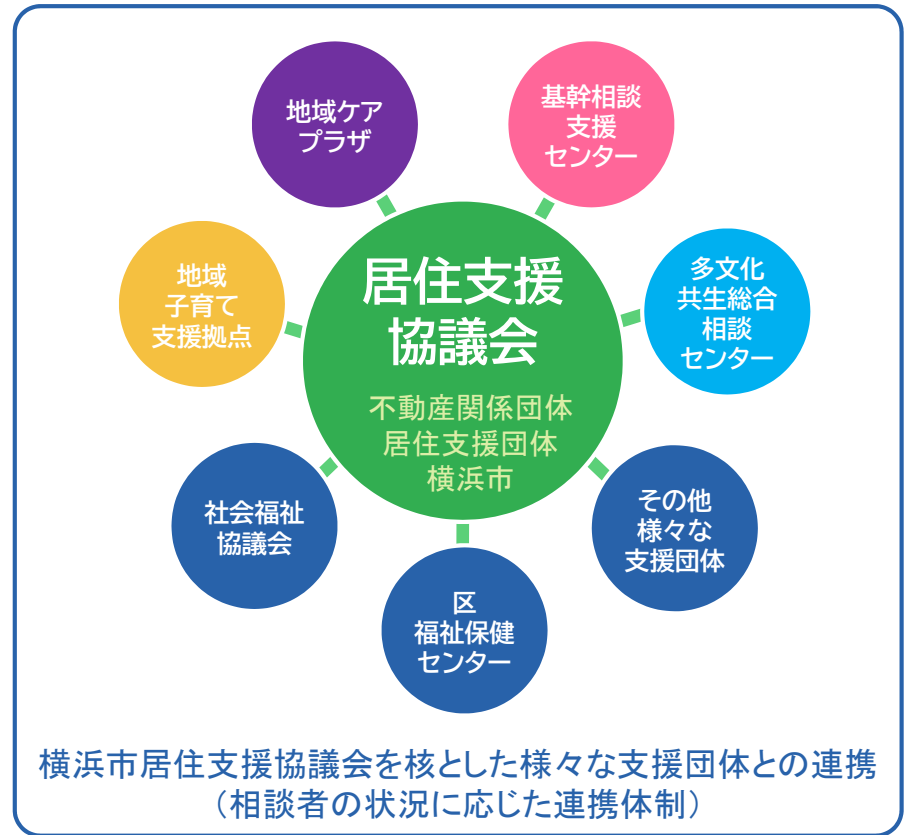 地域ケア
プラザ
基幹相談
支援
センター
地域
子育て
支援拠点
居住支援
協議会
不動産関係団体
居住支援団体
横浜市
多文化
共生総合
相談
センター
社会福祉
協議会
その他
様々な
支援団体
区
福祉保健
センター
横浜市居住支援協議会を核とした様々な支援団体との連携
（相談者の状況に応じた連携体制）